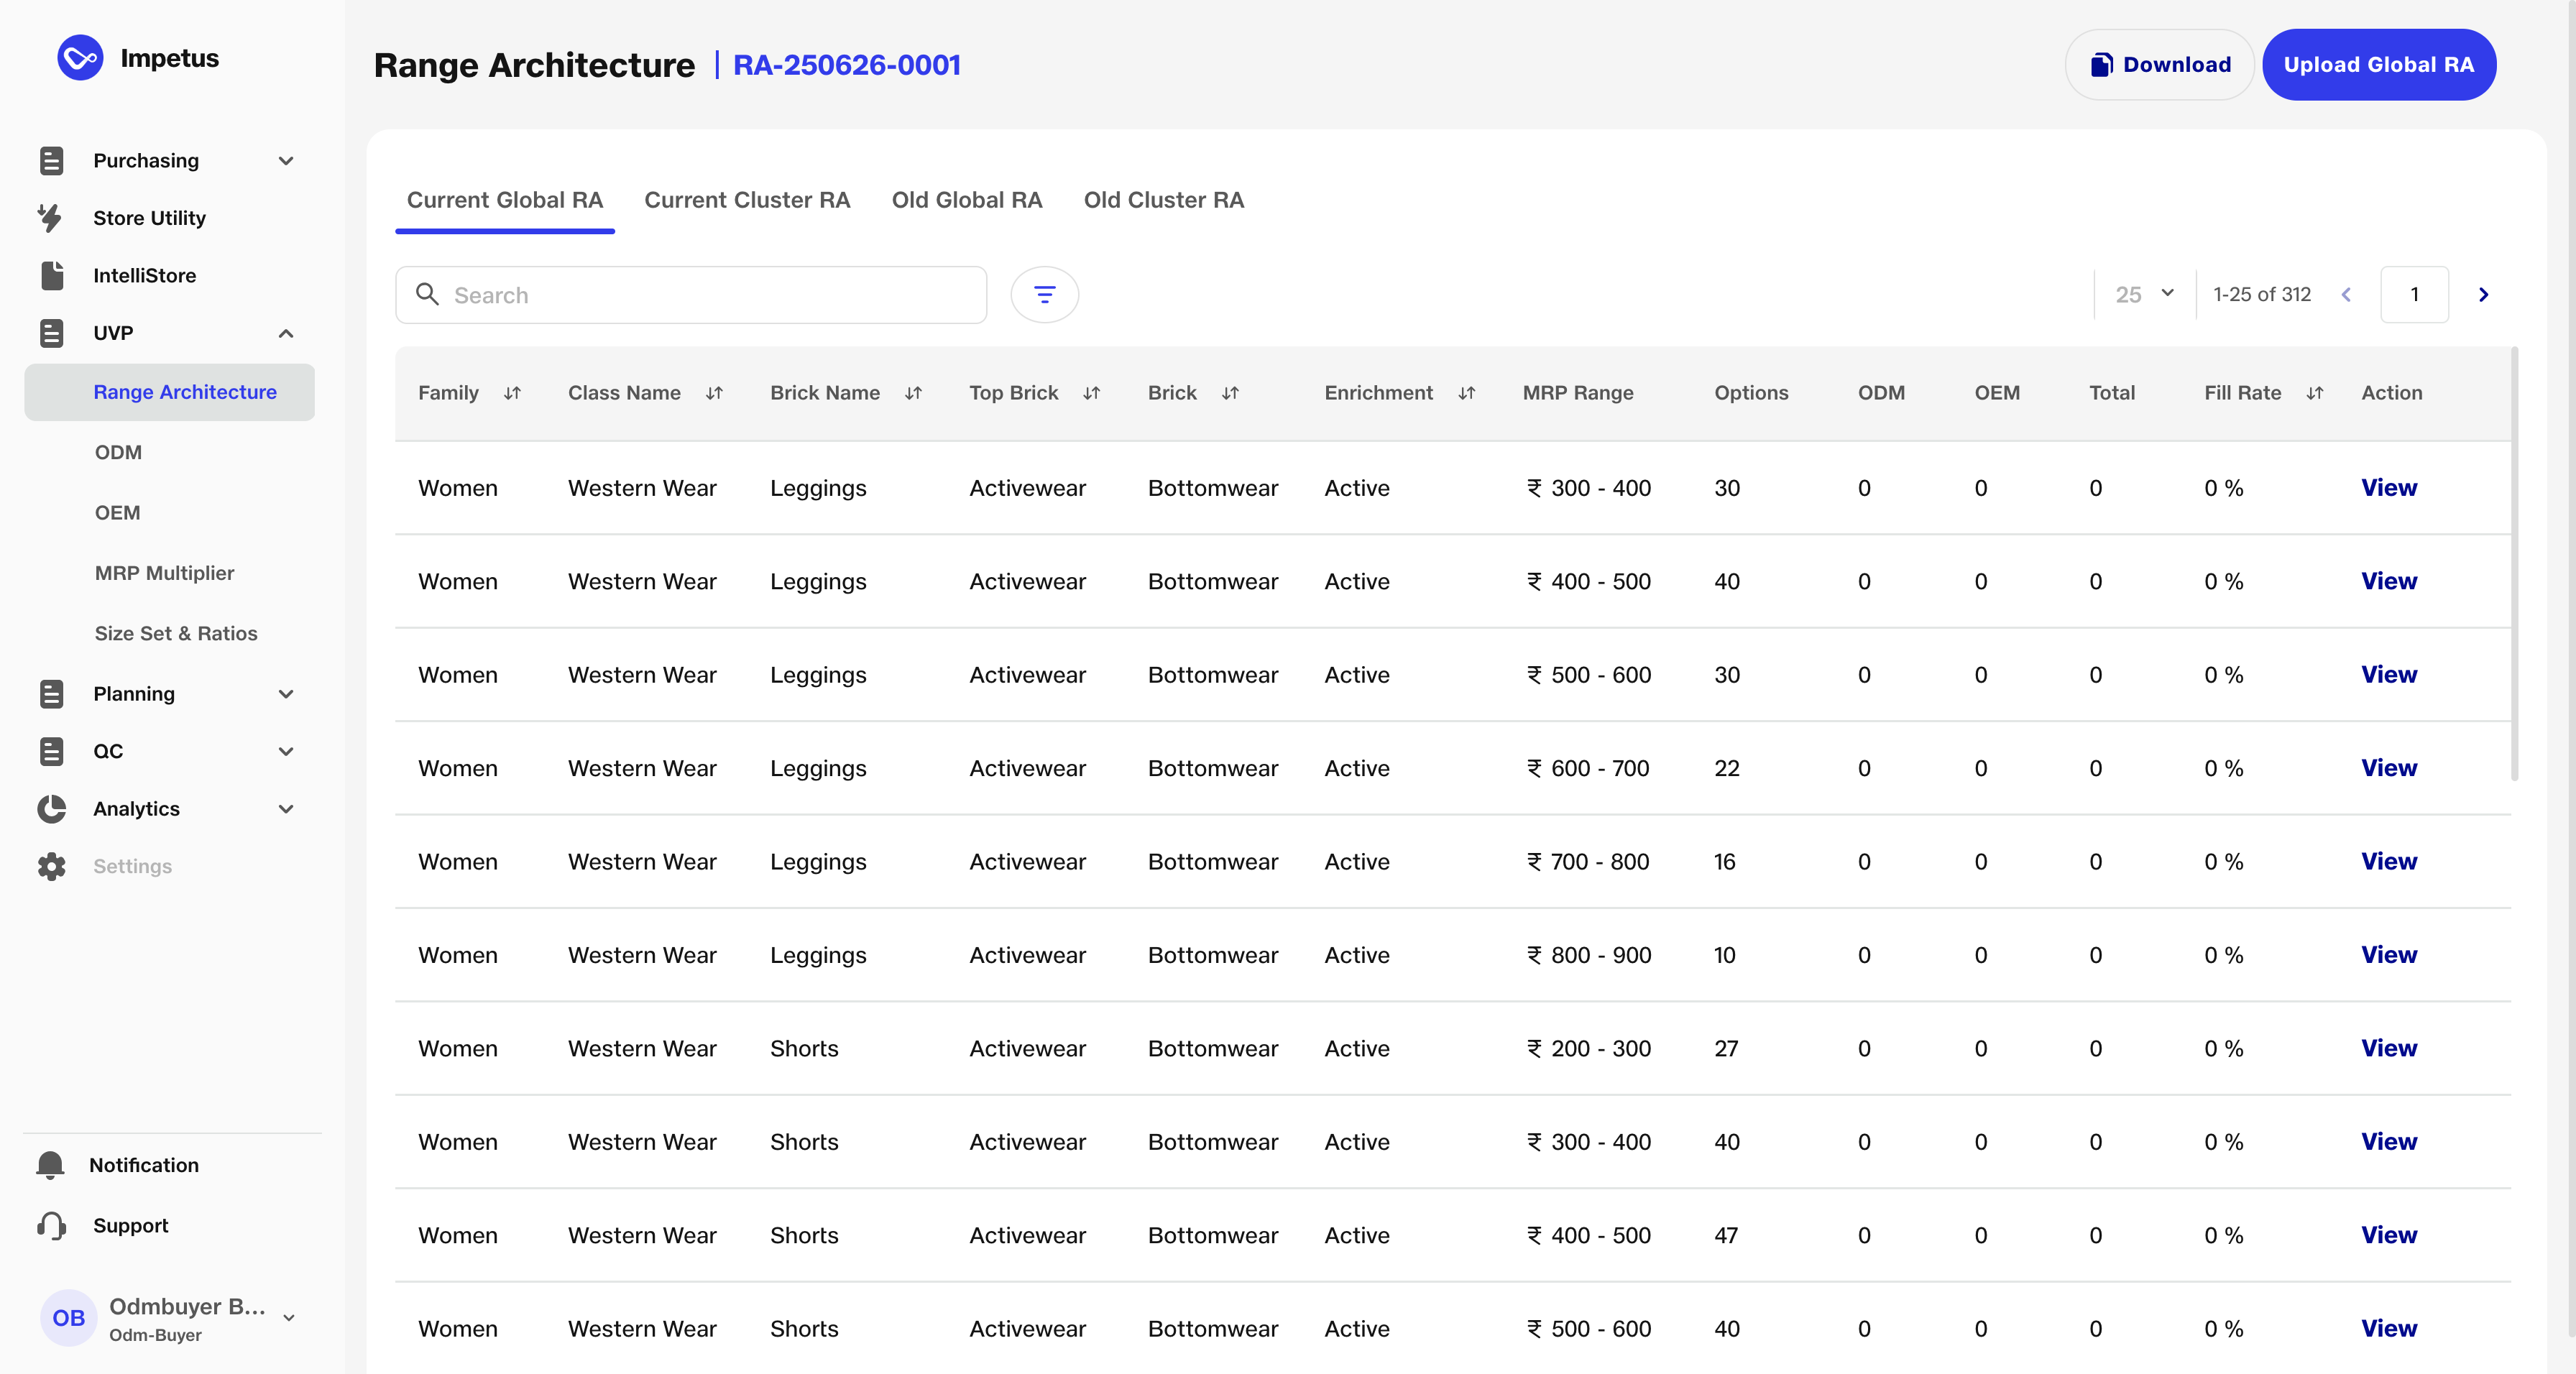 Impetus
Purchasing
Store Utility
IntelliStore
UVP
Range Architecture
ODM
OEM
MRP Multiplier
Size Set & Ratios
Planning
QC
Analytics
Settings
Notification
Support
OB
Odmbuyer B...
Odm-Buyer
Range Architecture | RA-250626-0001
Download
Upload Global RA
Current Global RA Current Cluster RA Old Global RA Old Cluster RA
Search
25 1-25 of 312 1
Family Class Name Brick Name Top Brick Brick Enrichment MRP Range Options ODM OEM Total Fill Rate Action
Women Western Wear Leggings Activewear Bottomwear Active ₹ 300 - 400 30 0 0 0 0 % View
Women Western Wear Leggings Activewear Bottomwear Active ₹ 400 - 500 40 0 0 0 0 % View
Women Western Wear Leggings Activewear Bottomwear Active ₹ 500 - 600 30 0 0 0 0 % View
Women Western Wear Leggings Activewear Bottomwear Active ₹ 600 - 700 22 0 0 0 0 % View
Women Western Wear Leggings Activewear Bottomwear Active ₹ 700 - 800 16 0 0 0 0 % View
Women Western Wear Leggings Activewear Bottomwear Active ₹ 800 - 900 10 0 0 0 0 % View
Women Western Wear Shorts Activewear Bottomwear Active ₹ 200 - 300 27 0 0 0 0 % View
Women Western Wear Shorts Activewear Bottomwear Active ₹ 300 - 400 40 0 0 0 0 % View
Women Western Wear Shorts Activewear Bottomwear Active ₹ 400 - 500 47 0 0 0 0 % View
Women Western Wear Shorts Activewear Bottomwear Active ₹ 500 - 600 40 0 0 0 0 % View